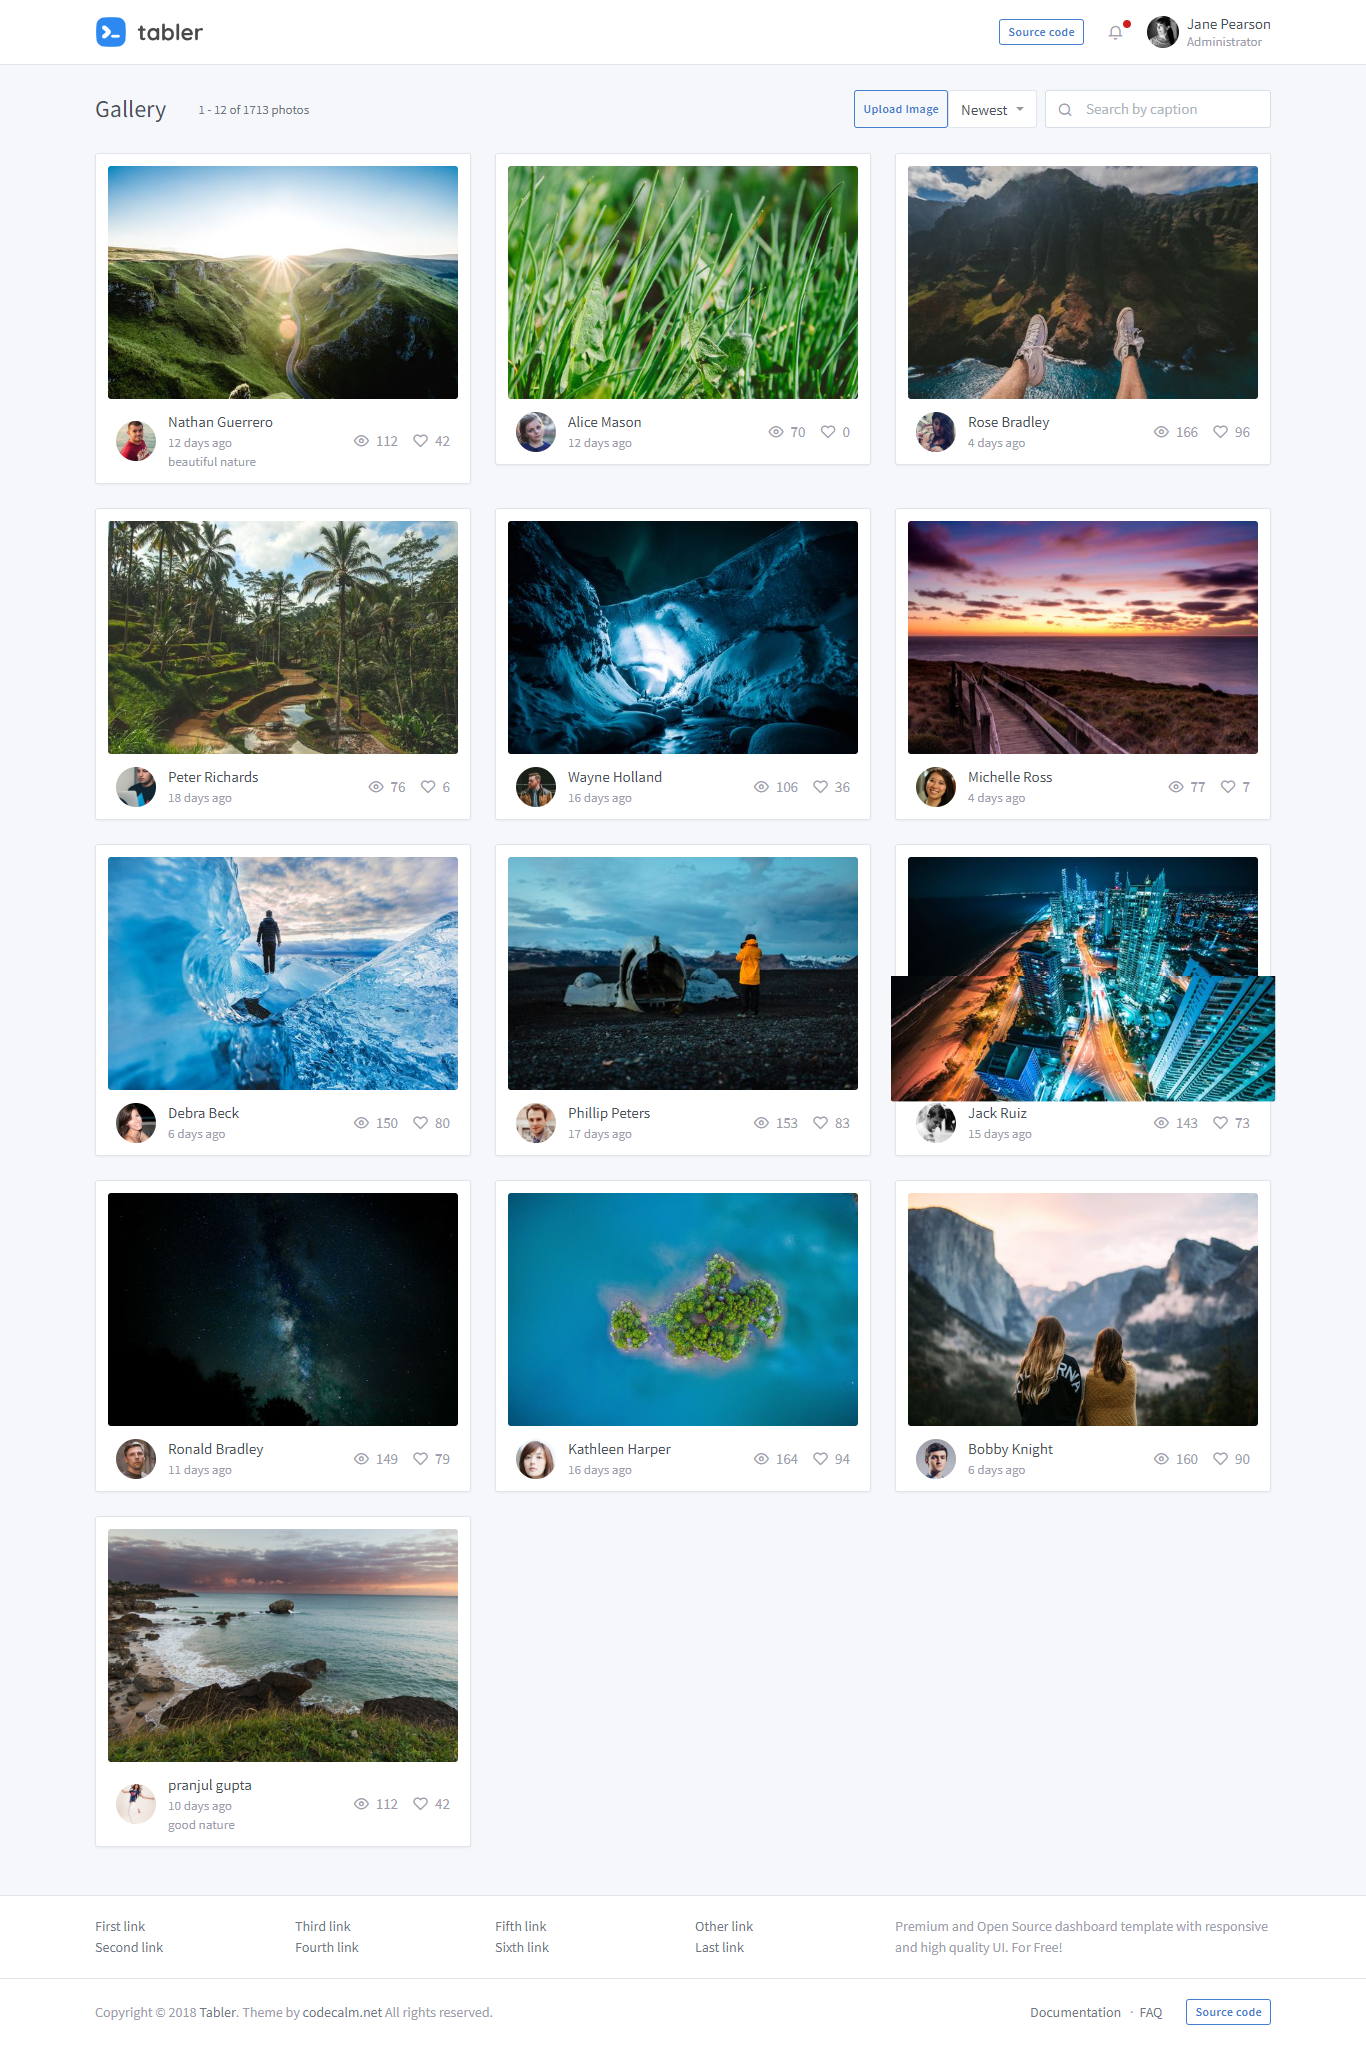 tabler
Source code
Jane Pearson
Administrator
Gallery
1 - 12 of 1713 photos
Upload Image
Newest
Search by caption
Nathan Guerrero
12 days ago
beautiful nature
112
42
Alice Mason
12 days ago
70
0
Rose Bradley
4 days ago
166
96
Peter Richards
18 days ago
76
6
Wayne Holland
16 days ago
106
36
Michelle Ross
4 days ago
77
7
Debra Beck
6 days ago
150
80
Phillip Peters
17 days ago
153
83
Jack Ruiz
15 days ago
143
73
Ronald Bradley
11 days ago
149
79
Kathleen Harper
16 days ago
164
94
Bobby Knight
6 days ago
160
90
pranjul gupta
10 days ago
good nature
112
42
First link
Second link
Third link
Fourth link
Fifth link
Sixth link
Other link
Last link
Premium and Open Source dashboard template with responsive
and high quality UI. For Free!
Copyright © 2018 Tabler. Theme by codecalm.net All rights reserved.
Documentation · FAQ
Source code